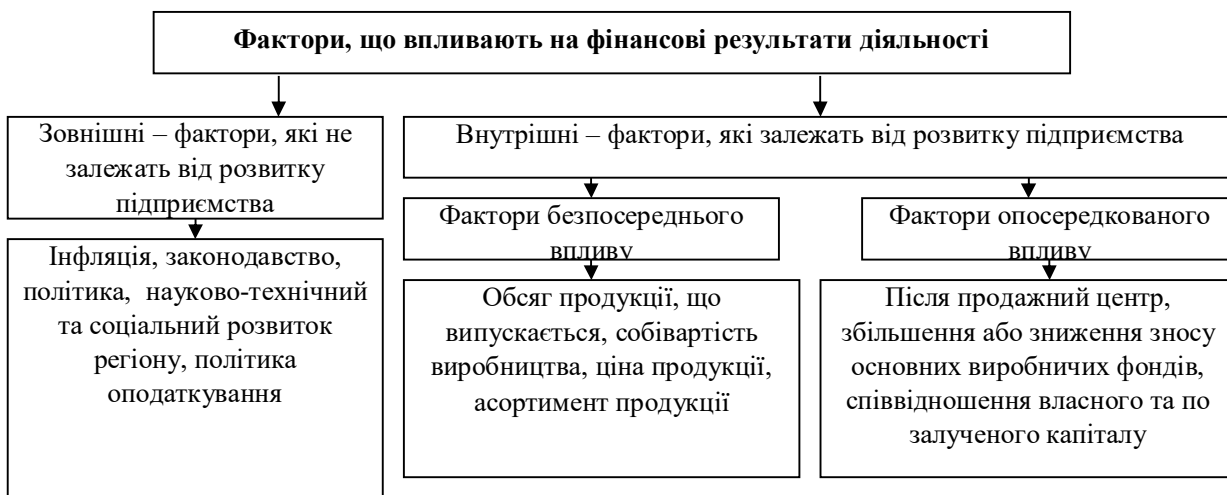 Фактори, що впливають на фінансові результати діяльності
Зовнішні – фактори, які не
залежать від розвитку
підприємства
Внутрішні – фактори, які залежать від розвитку підприємства
Фактори безпосереднього
впливу
Фактори опосередкованого
впливу
Інфляція, законодавство,
політика, науково-технічний
та соціальний розвиток
регіону, політика
оподаткування
Обсяг продукції, що
випускається, собівартість
виробництва, ціна продукції,
асортимент продукції
Після продажний центр,
збільшення або зниження зносу
основних виробничих фондів,
співвідношення власного та по
залученого капіталу